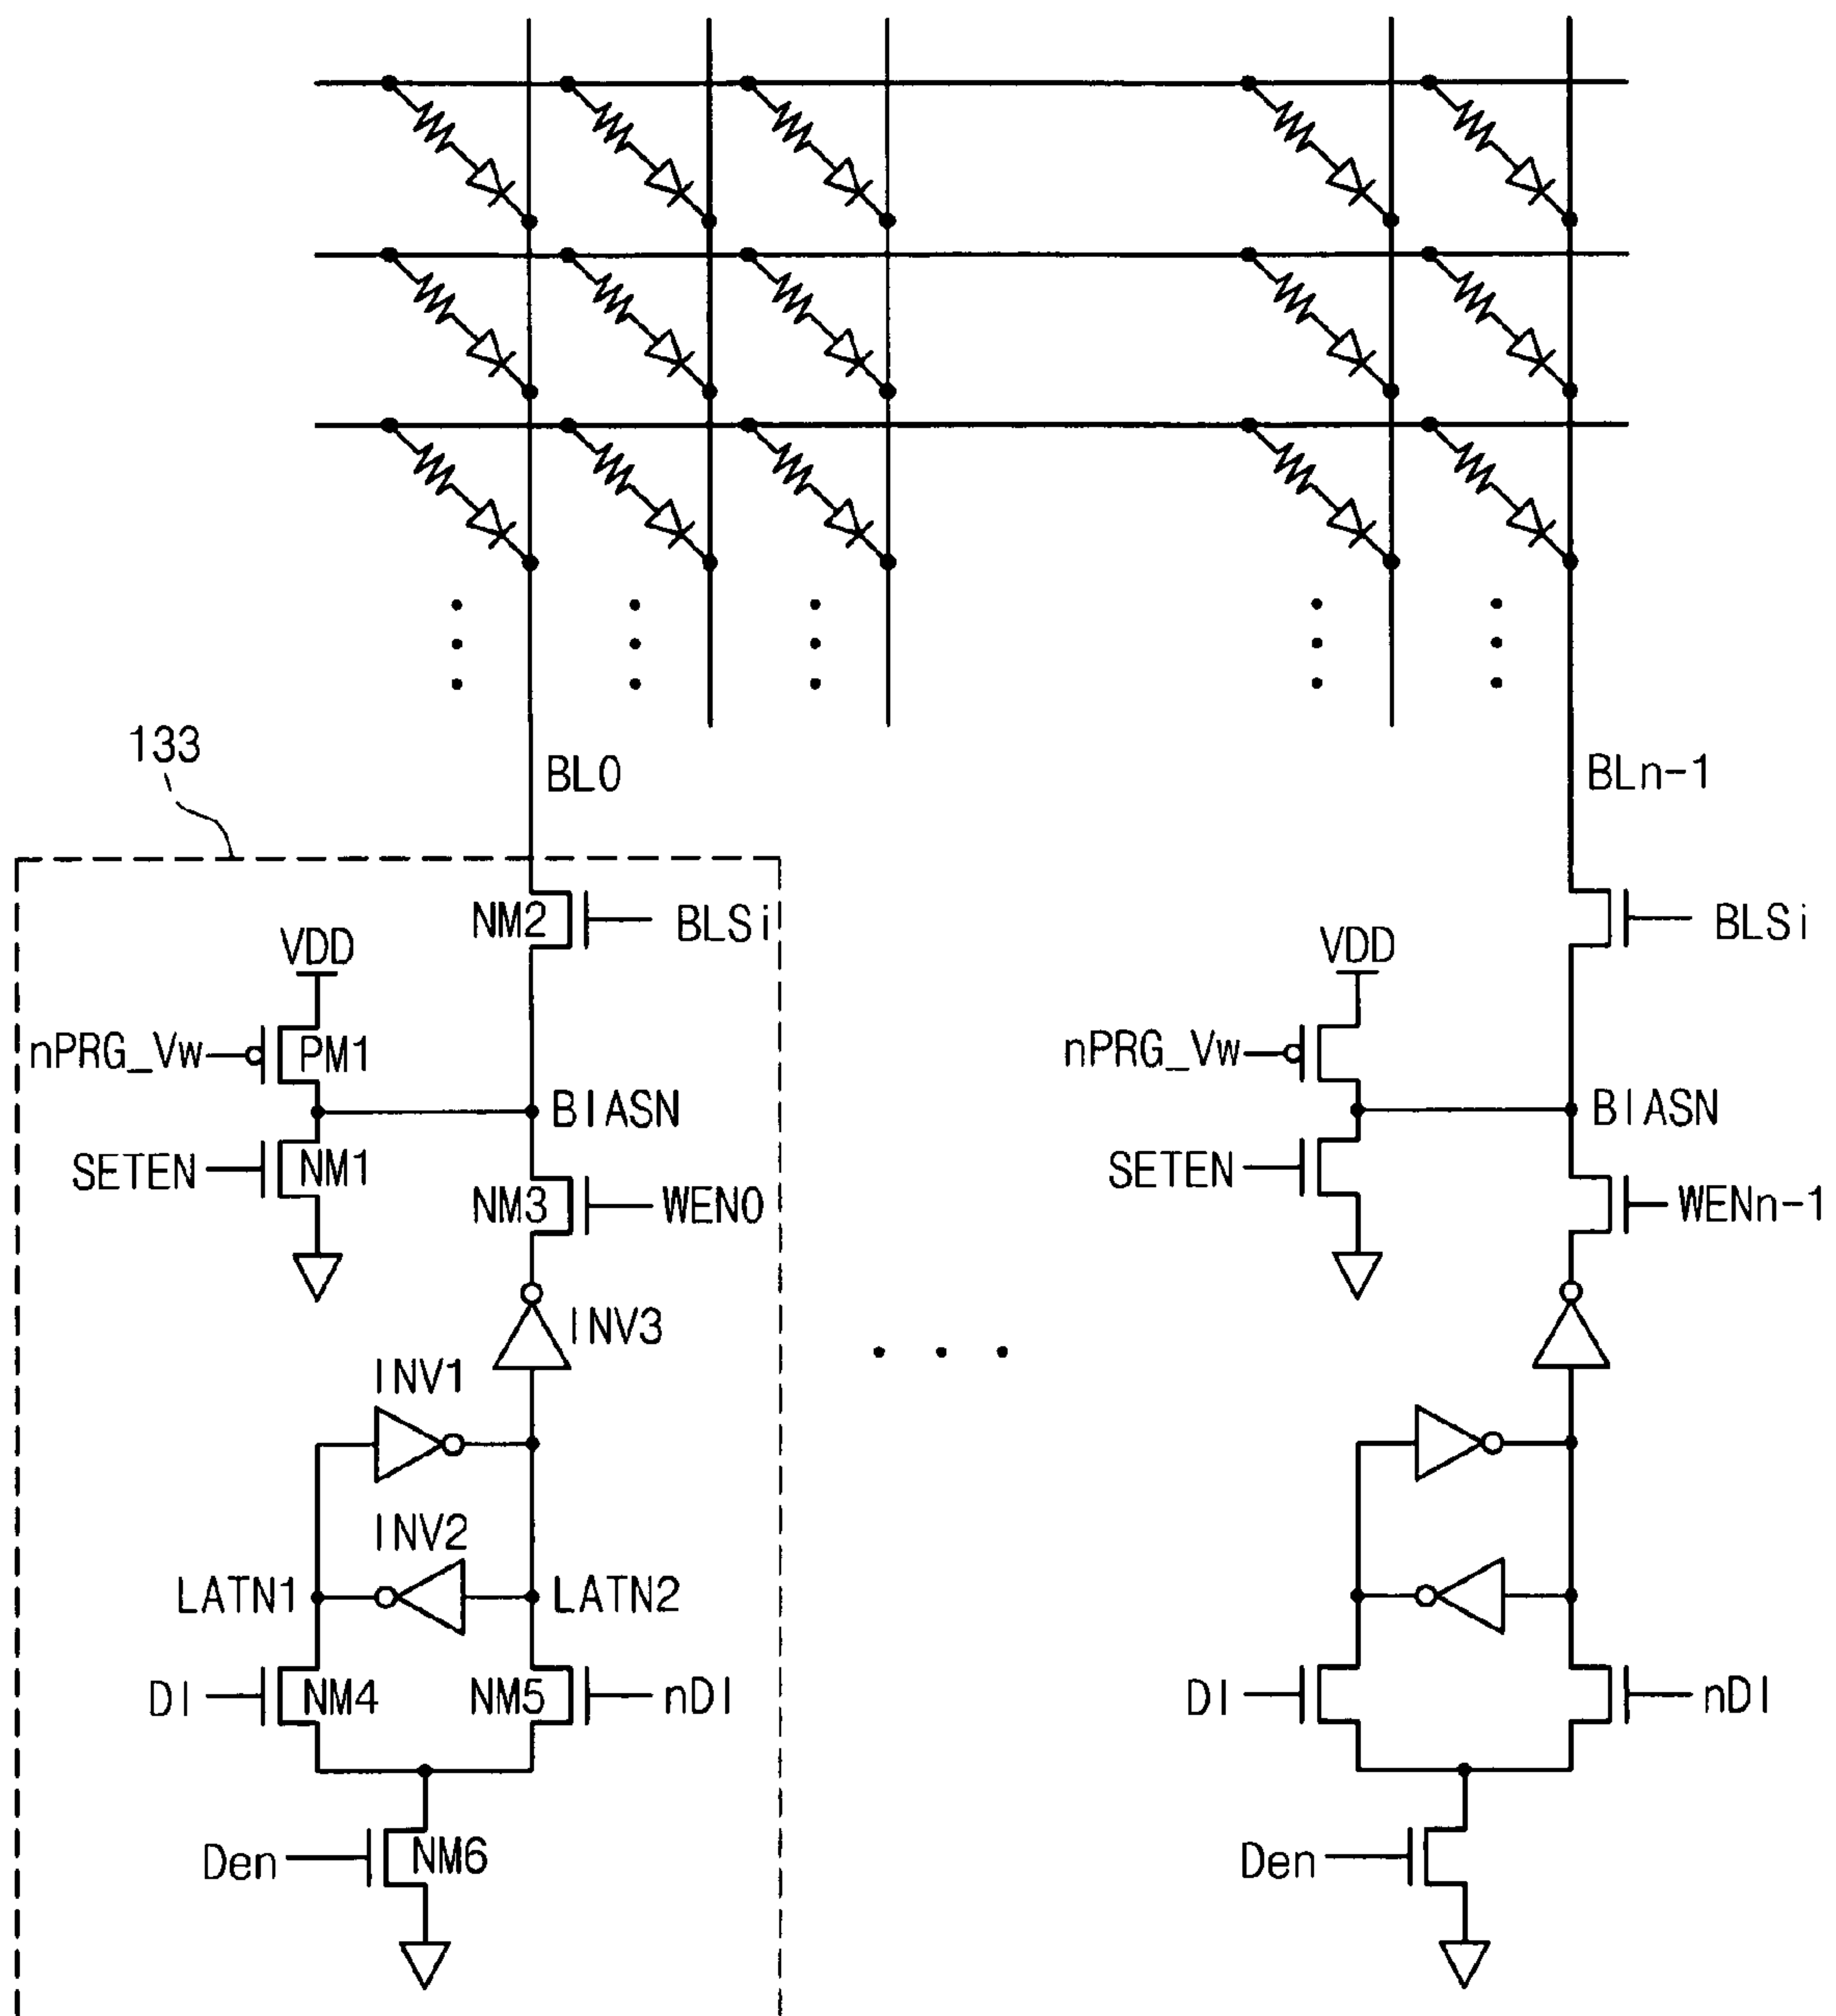 133
BL0
BLn-1
NM2
BLSi
BLSi
VDD
VDD
nPRG_Vw
PM1
nPRG_Vw
BIASN
BIASN
SETEN
NM1
SETEN
NM3
WEN0
WENn-1
INV3
INV1
INV2
LATN1
LATN2
DI
NM4
NM5
nDI
DI
nDI
Den
NM6
Den